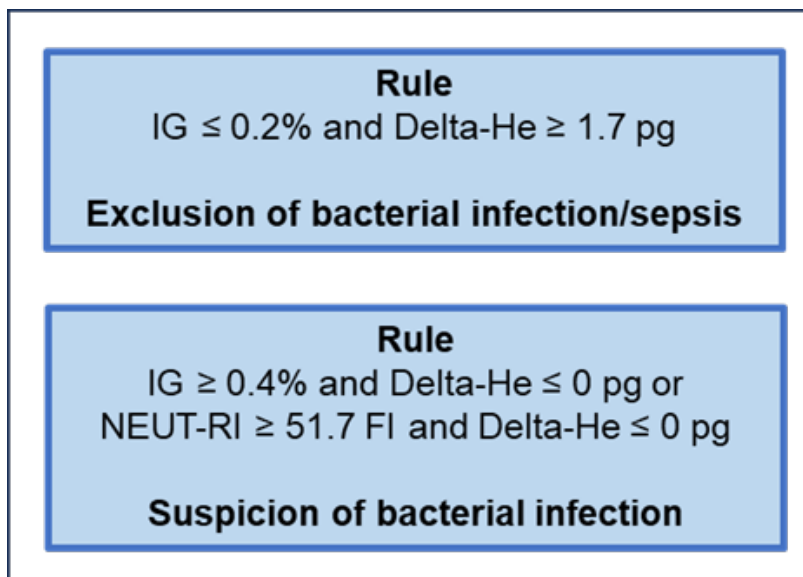 Rule
IG ≤ 0.2% and Delta-He ≥ 1.7 pg
Exclusion of bacterial infection/sepsis
Rule
IG ≥ 0.4% and Delta-He ≤ 0 pg or
NEUT-RI ≥ 51.7 FI and Delta-He ≤ 0 pg
Suspicion of bacterial infection